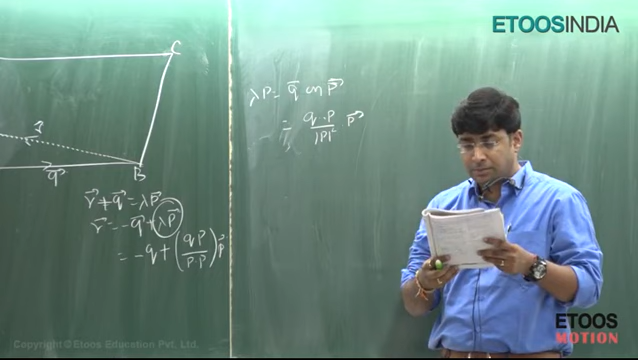 ETOOSINDIA
C
B
q⃗
r⃗ + q⃗ = λp⃗
r⃗ = -q⃗ + λp⃗
= -q + (q p / p p) p⃗
λp = q⃗ on p⃗
= q · p / |p|² p⃗
Copyright © Etoos Education Pvt. Ltd.
ETOOS
MOTION